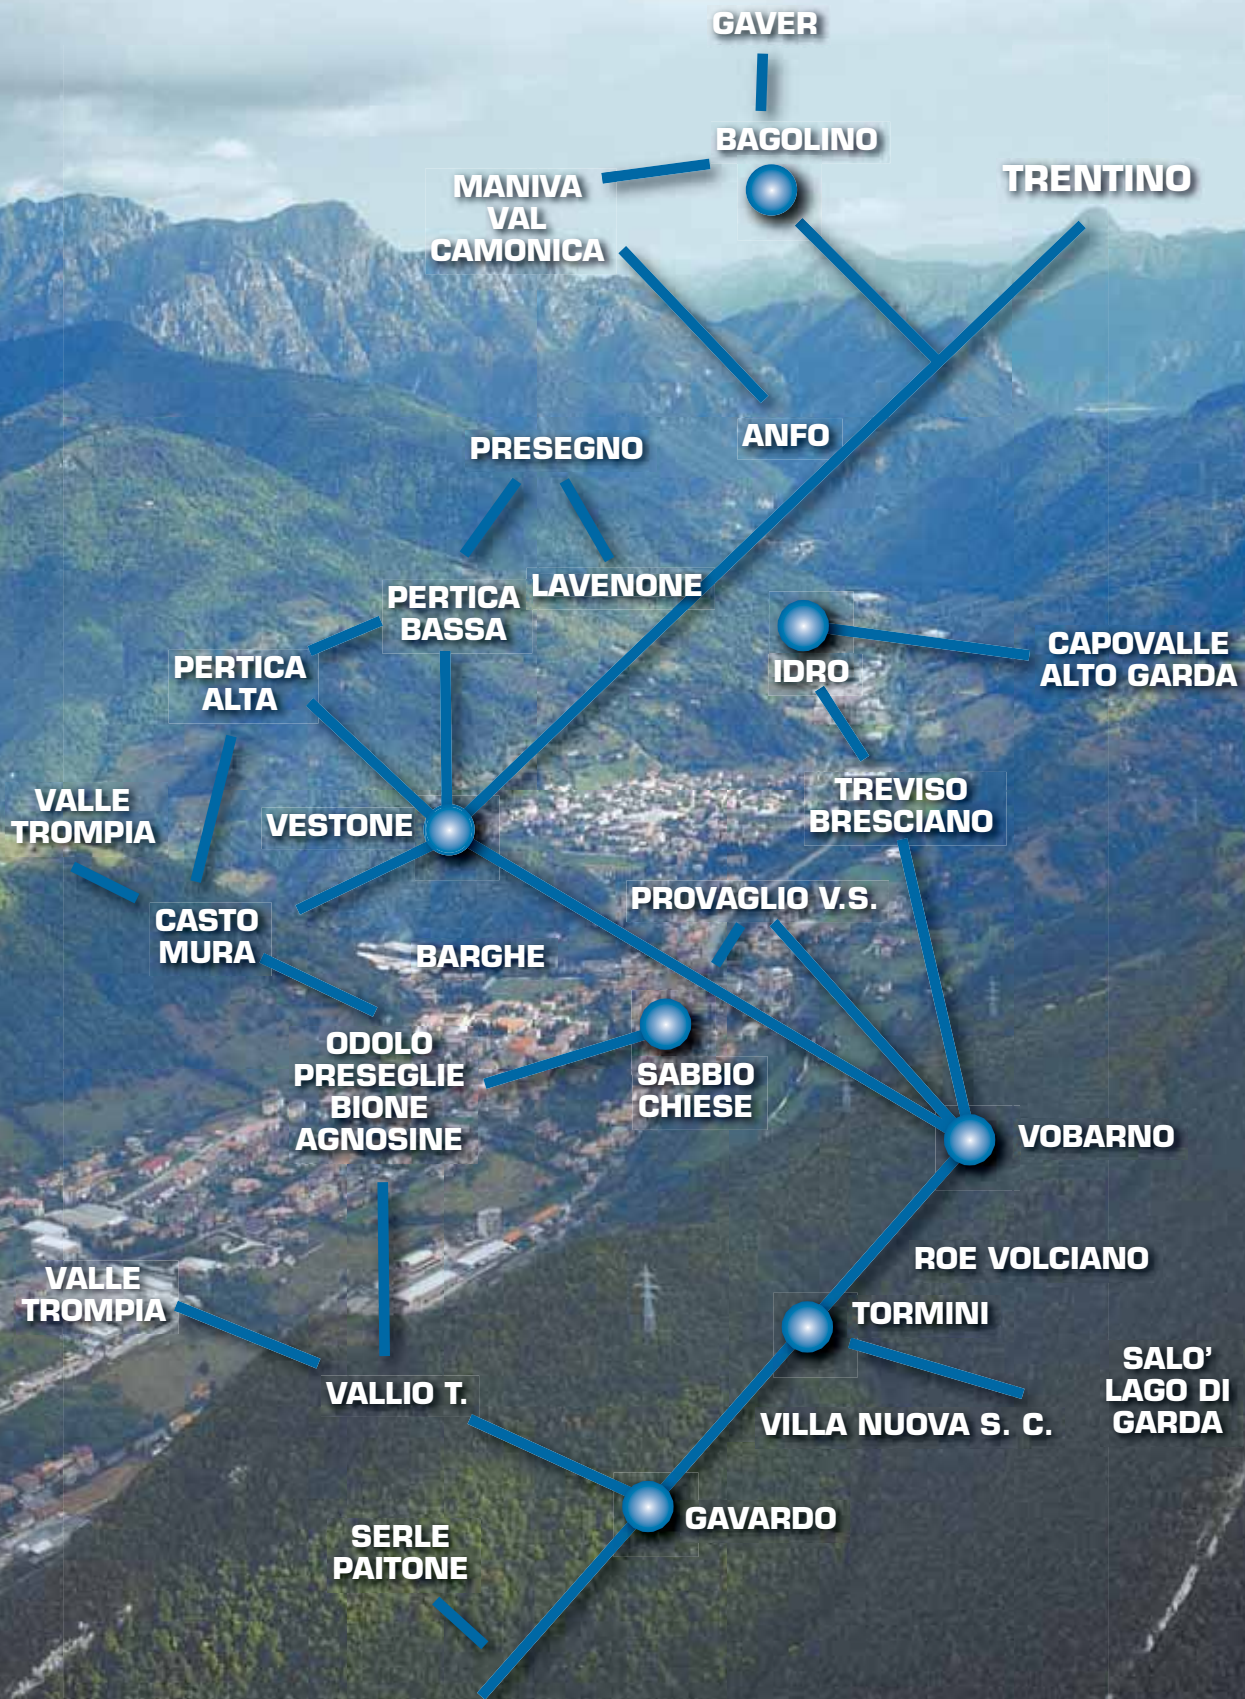 GAVER
BAGOLINO
TRENTINO
MANIVA
VAL
CAMONICA
ANFO
PRESEGNO
LAVENONE
PERTICA
BASSA
PERTICA
ALTA
IDRO
CAPOVALLE
ALTO GARDA
VALLE
TROMPIA
VESTONE
TREVISO
BRESCIANO
PROVAGLIO V.S.
CASTO
MURA
BARGHE
ODOLO
PRESEGLIE
BIONE
AGNOSINE
SABBIO
CHIESE
VOBARNO
ROE VOLCIANO
VALLE
TROMPIA
TORMINI
SALO’
LAGO DI
GARDA
VALLIO T.
VILLA NUOVA S. C.
GAVARDO
SERLE
PAITONE